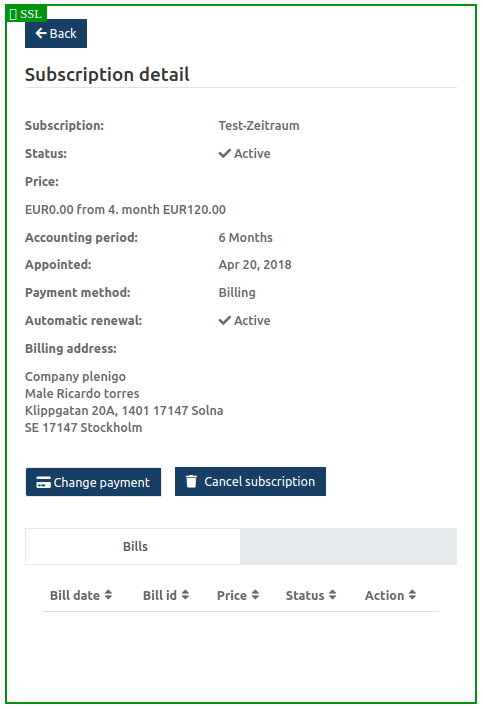 SSL
Back
Subscription detail
Subscription: Test-Zeitraum
Status: Active
Price:
EUR0.00 from 4. month EUR120.00
Accounting period: 6 Months
Appointed: Apr 20, 2018
Payment method: Billing
Automatic renewal: Active
Billing address:
Company plenigo
Male Ricardo torres
Klippgatan 20A, 1401 17147 Solna
SE 17147 Stockholm
Change payment Cancel subscription
Bills
Bill date Bill id Price Status Action